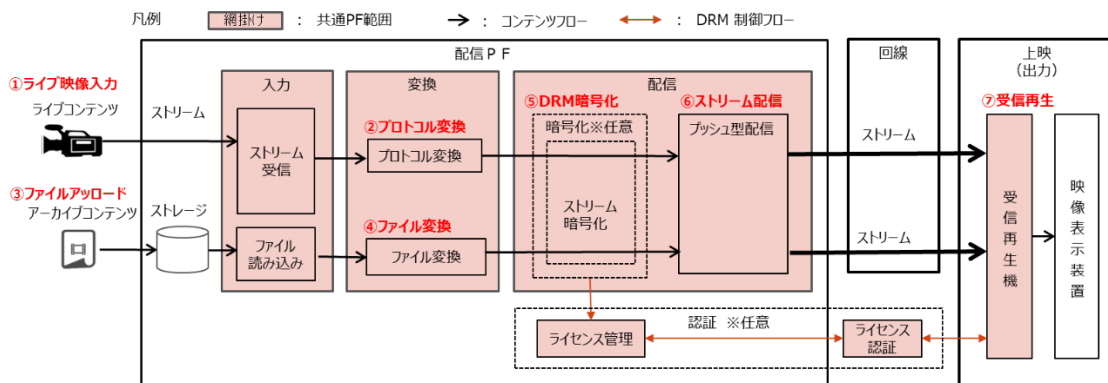 凡例
網掛け
: 共通PF範囲
: コンテンツフロー
: DRM 制御フロー
配信PF
回線
上映
(出力)
①ライブ映像入力
ライブコンテンツ
ストリーム
入力
変換
配信
⑤DRM暗号化
⑥ストリーム配信
⑦受信再生
②プロトコル変換
プロトコル変換
暗号化※任意
プッシュ型配信
ストリーム
ストリーム
受信
③ファイルアップロード
アーカイブコンテンツ
ストレージ
④ファイル変換
ファイル変換
ファイル
読み込み
ストリーム
暗号化
ストリーム
受信再生機
映像表示装置
認証 ※任意
ライセンス管理
ライセンス
認証